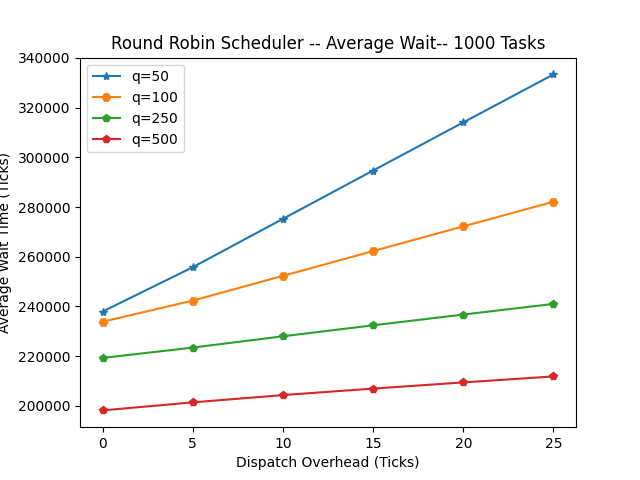 Round Robin Scheduler -- Average Wait-- 1000 Tasks
340000
320000
300000
280000
260000
240000
220000
200000
Average Wait Time (Ticks)
q=50
q=100
q=250
q=500
0 5 10 15 20 25
Dispatch Overhead (Ticks)